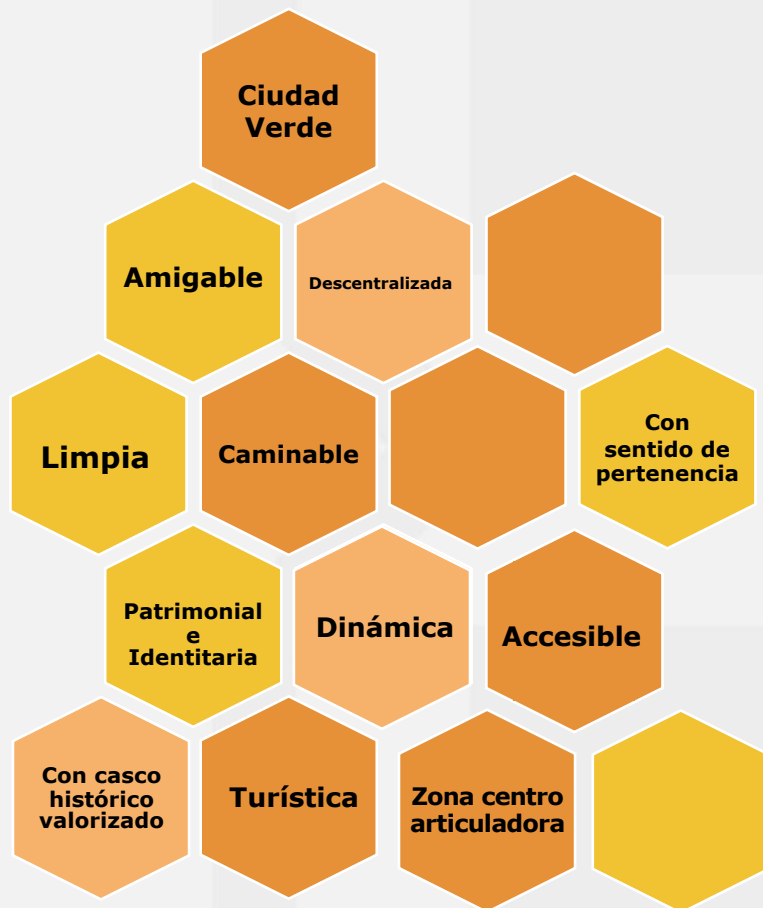 Ciudad
Verde
Amigable
Descentralizada
Limpia
Caminable
Con
sentido de
pertenencia
Patrimonial
e
Identitaria
Dinámica
Accesible
Con casco
histórico
valorizado
Turística
Zona centro
articuladora